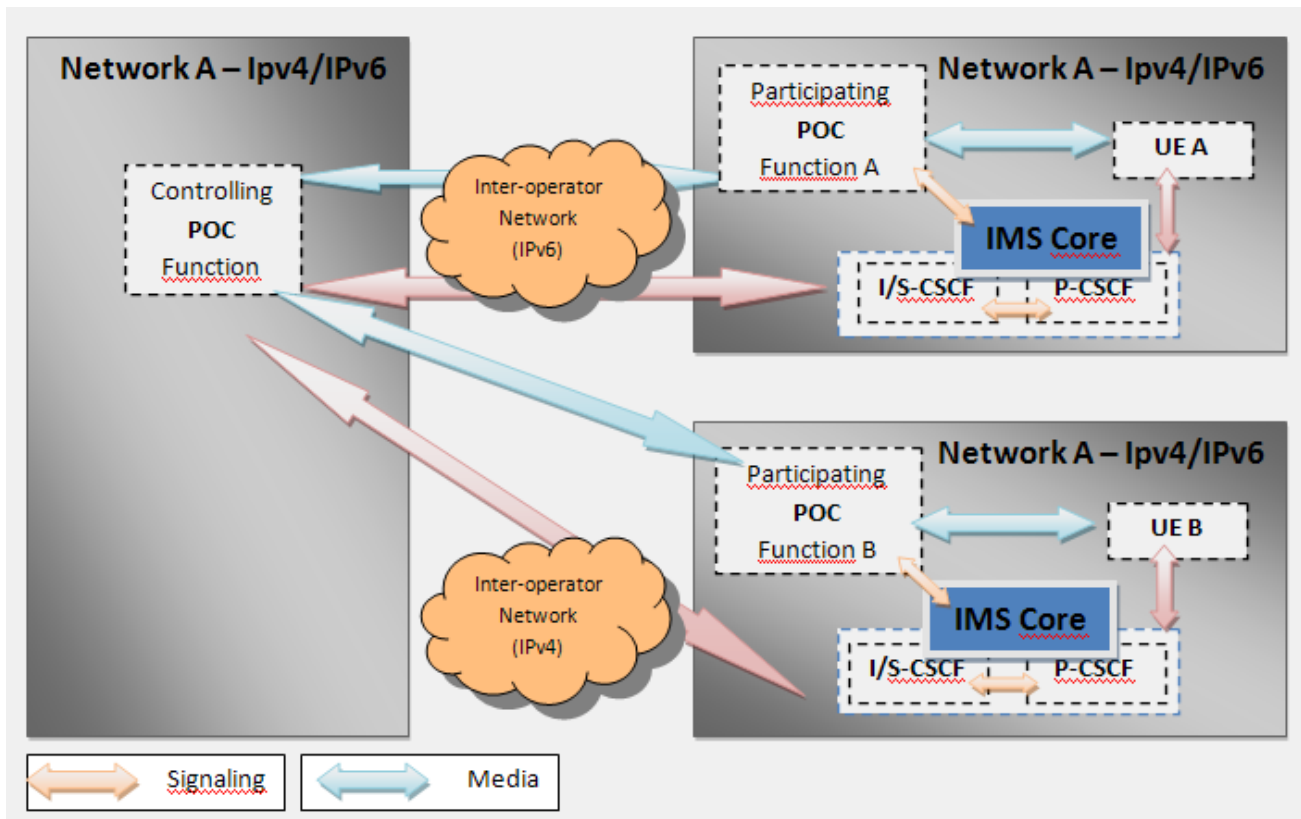 Network A – Ipv4/IPv6
Controlling
POC
Function
Inter-operator
Network
(IPv6)
Network A – Ipv4/IPv6
Participating
POC
Function A
UE A
IMS Core
I/S-CSCF
P-CSCF
Inter-operator
Network
(IPv4)
Network A – Ipv4/IPv6
Participating
POC
Function B
UE B
IMS Core
I/S-CSCF
P-CSCF
Signaling
Media